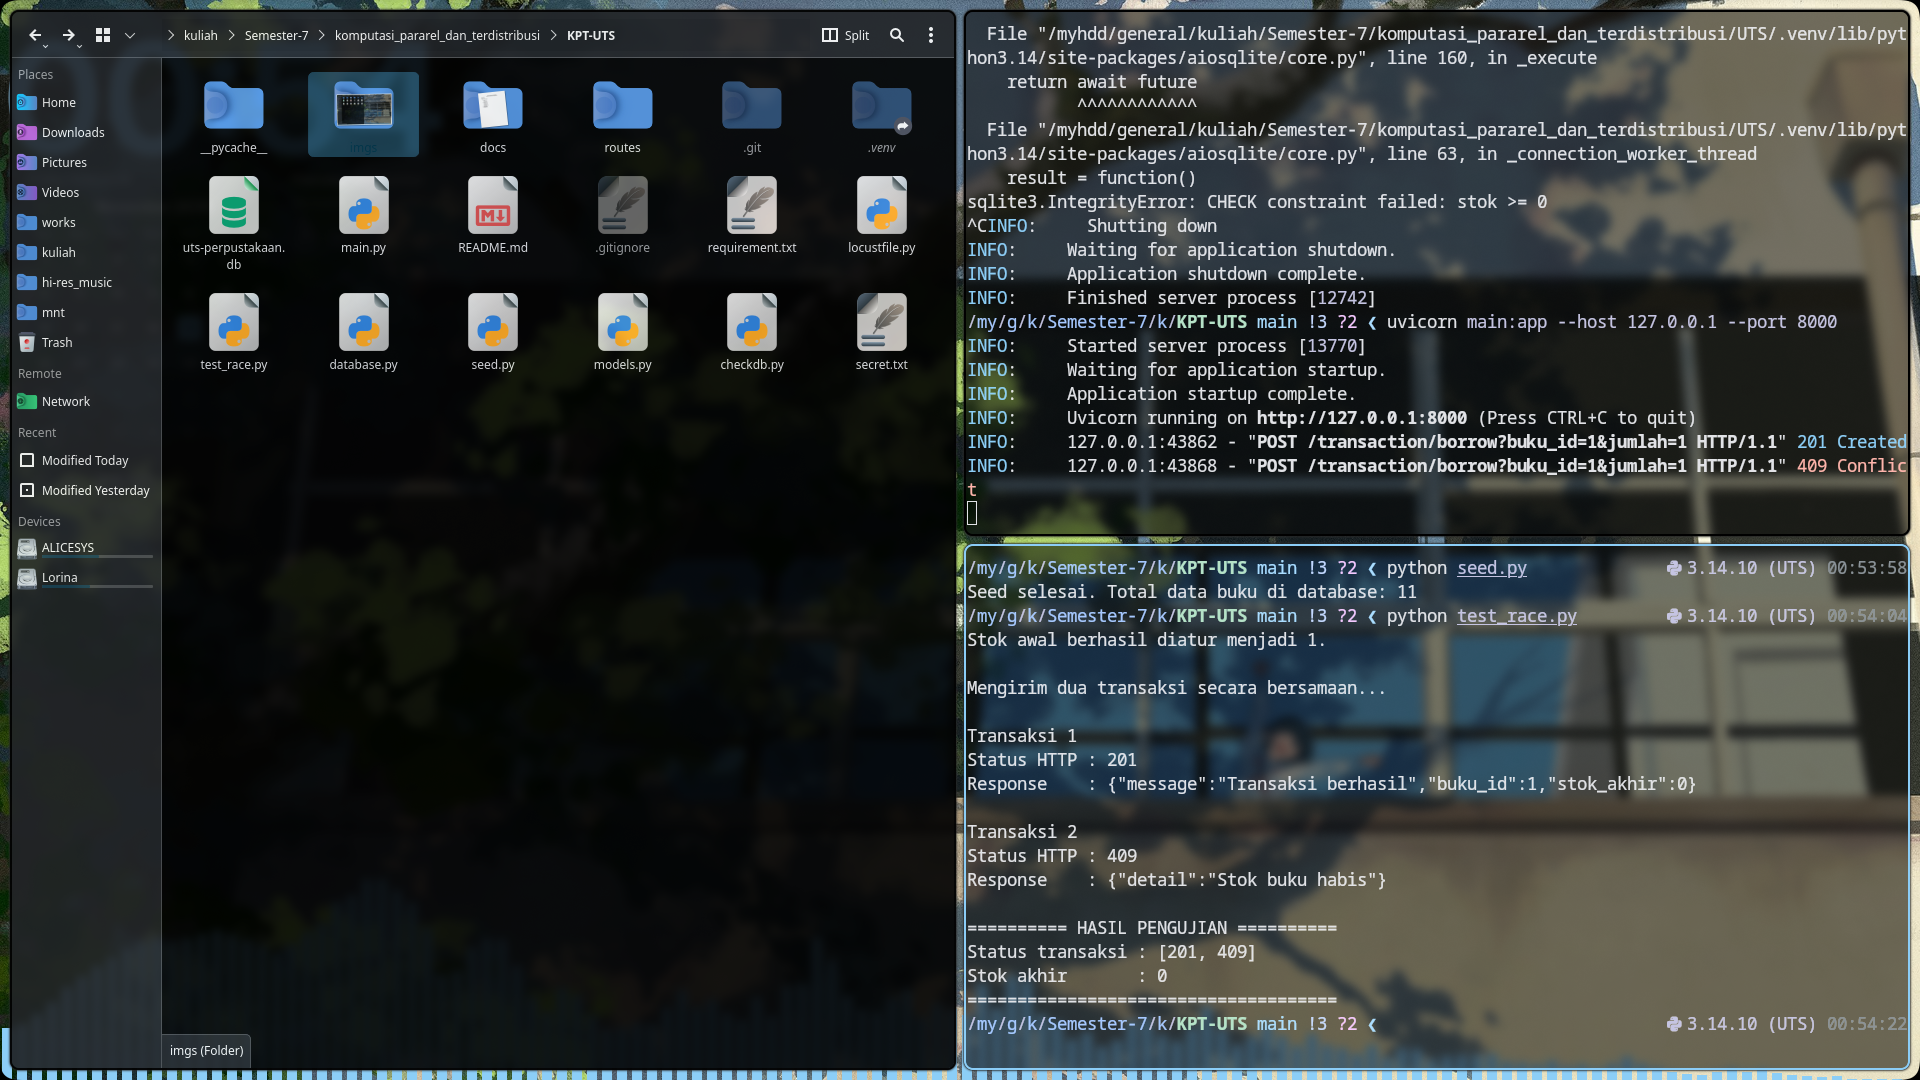 kuliah
Semester-7
komputasi_pararel_dan_terdistribusi
KPT-UTS
Split
Places
Home
Downloads
Pictures
Videos
works
kuliah
hi-res_music
mnt
Trash
Remote
Network
Recent
Modified Today
Modified Yesterday
Devices
ALICESYS
Lorina
__pycache__
imgs
docs
routes
.git
.venv
uts-perpustakaan.
db
main.py
README.md
.gitignore
requirement.txt
locustfile.py
test_race.py
database.py
seed.py
models.py
checkdb.py
secret.txt
imgs (Folder)
File "/myhdd/general/kuliah/Semester-7/komputasi_pararel_dan_terdistribusi/UTS/.venv/lib/pyt
hon3.14/site-packages/aiosqlite/core.py", line 160, in _execute
return await future
^^^^^^^^^^^^
File "/myhdd/general/kuliah/Semester-7/komputasi_pararel_dan_terdistribusi/UTS/.venv/lib/pyt
hon3.14/site-packages/aiosqlite/core.py", line 63, in _connection_worker_thread
result = function()
sqlite3.IntegrityError: CHECK constraint failed: stok >= 0
^CINFO:     Shutting down
INFO:     Waiting for application shutdown.
INFO:     Application shutdown complete.
INFO:     Finished server process [12742]
/my/g/k/Semester-7/k/KPT-UTS main !3 ?2 ❮ uvicorn main:app --host 127.0.0.1 --port 8000
INFO:     Started server process [13770]
INFO:     Waiting for application startup.
INFO:     Application startup complete.
INFO:     Uvicorn running on http://127.0.0.1:8000 (Press CTRL+C to quit)
INFO:     127.0.0.1:43862 - "POST /transaction/borrow?buku_id=1&jumlah=1 HTTP/1.1" 201 Created
INFO:     127.0.0.1:43868 - "POST /transaction/borrow?buku_id=1&jumlah=1 HTTP/1.1" 409 Conflic
t
/my/g/k/Semester-7/k/KPT-UTS main !3 ?2 ❮ python seed.py 3.14.10 (UTS) 00:53:58
Seed selesai. Total data buku di database: 11
/my/g/k/Semester-7/k/KPT-UTS main !3 ?2 ❮ python test_race.py 3.14.10 (UTS) 00:54:04
Stok awal berhasil diatur menjadi 1.
Mengirim dua transaksi secara bersamaan...
Transaksi 1
Status HTTP : 201
Response    : {"message":"Transaksi berhasil","buku_id":1,"stok_akhir":0}
Transaksi 2
Status HTTP : 409
Response    : {"detail":"Stok buku habis"}
========== HASIL PENGUJIAN ==========
Status transaksi : [201, 409]
Stok akhir       : 0
=====================================
/my/g/k/Semester-7/k/KPT-UTS main !3 ?2 ❮ 3.14.10 (UTS) 00:54:22